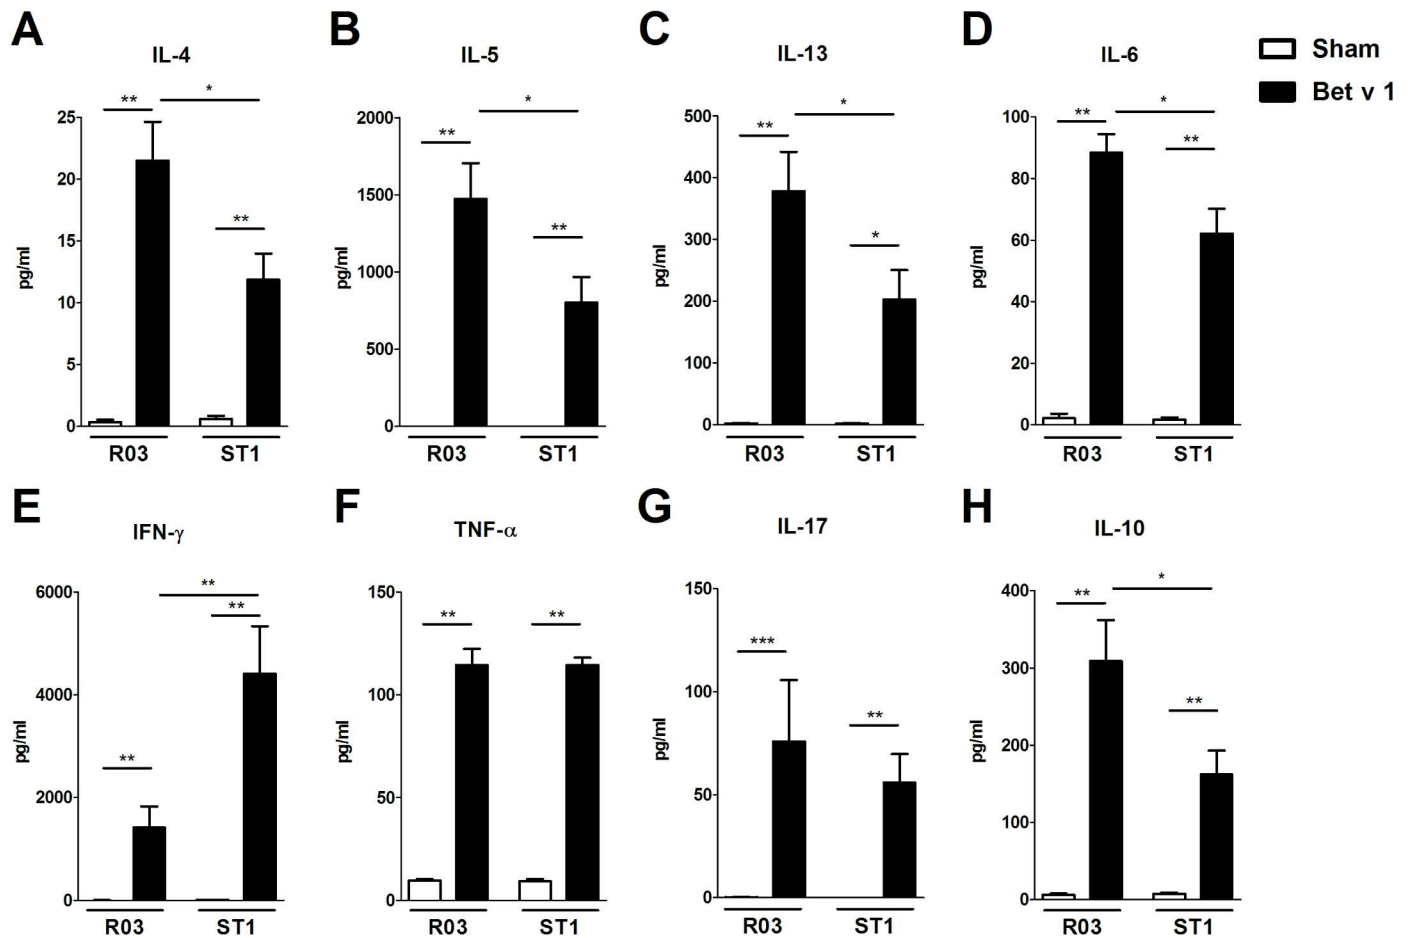 A
IL-4
B
IL-5
C
IL-13
D
IL-6
Sham
Bet v 1
pg/ml
25
20
15
10
5
0
**
*
**
R03
ST1
pg/ml
2000
1500
1000
500
0
**
*
**
R03
ST1
pg/ml
500
400
300
200
100
0
**
*
*
R03
ST1
pg/ml
100
80
60
40
20
0
**
*
**
R03
ST1
E
IFN-γ
F
TNF-α
G
IL-17
H
IL-10
pg/ml
6000
4000
2000
0
**
**
**
R03
ST1
pg/ml
150
100
50
0
**
**
R03
ST1
pg/ml
150
100
50
0
***
**
R03
ST1
pg/ml
400
300
200
100
0
**
*
**
R03
ST1